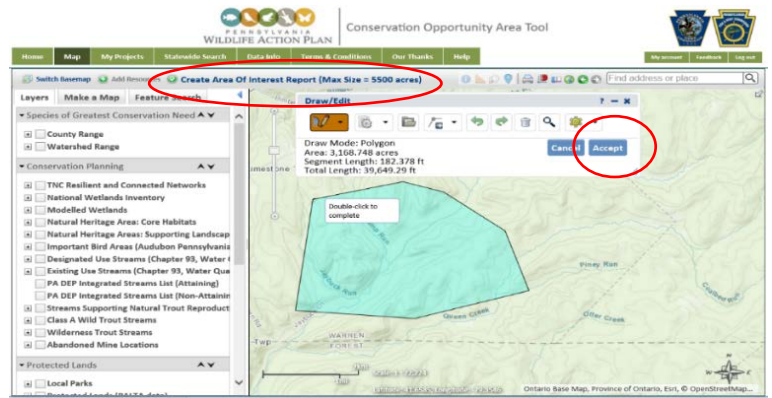 PENNSYLVANIA
WILDLIFE ACTION PLAN
Conservation Opportunity Area Tool
Home Map My Projects Statewide Search Data Info Terms & Conditions Our Thanks Help
My account Feedback Log out
Switch Basemap Add Resources Create Area Of Interest Report (Max Size = 5500 acres) Find address or place
Layers Make a Map Feature Search
Species of Greatest Conservation Need
County Range
Watershed Range
Conservation Planning
TNC Resilient and Connected Networks
National Wetlands Inventory
Modelled Wetlands
Natural Heritage Area: Core Habitats
Natural Heritage Areas: Supporting Landscap
Important Bird Areas (Audubon Pennsylvania
Designated Use Streams (Chapter 93, Water
Existing Use Streams (Chapter 93, Water Qua
PA DEP Integrated Streams List (Attaining)
PA DEP Integrated Streams List (Non-Attainin
Streams Supporting Natural Trout Reproduct
Class A Wild Trout Streams
Wilderness Trout Streams
Abandoned Mine Locations
Protected Lands
Local Parks
Draw/Edit
Draw Mode: Polygon
Area: 3,168.748 acres
Segment Length: 182.378 ft
Total Length: 39,649.29 ft
Cancel Accept
Double-click to
complete
Piney Run
Otter Creek
WARREN
FOREST
Twp
Ontario Base Map, Province of Ontario, Esri, © OpenStreetMap...